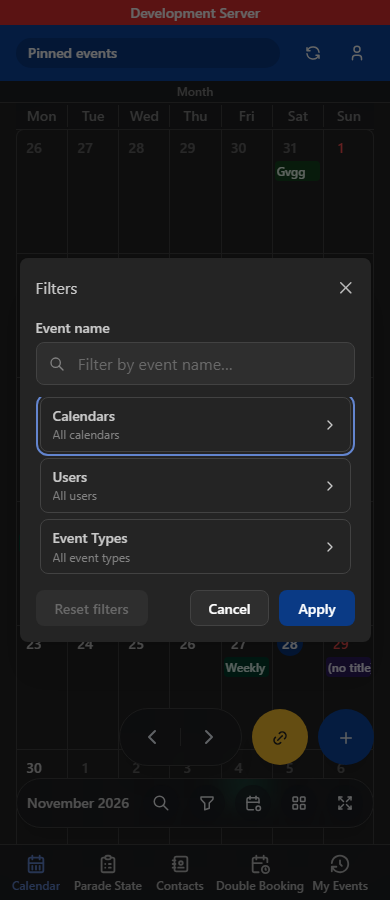 Development Server
Pinned events
Month
Mon Tue Wed Thu Fri Sat Sun
26 27 28 29 30 31 1
Gvgg
Filters
Event name
Filter by event name...
Calendars
All calendars
Users
All users
Event Types
All event types
Reset filters Cancel Apply
23 24 25 26 27 28 29
Weekly (no title
30 1 2 3 4 5 6
November 2026
Calendar Parade State Contacts Double Booking My Events